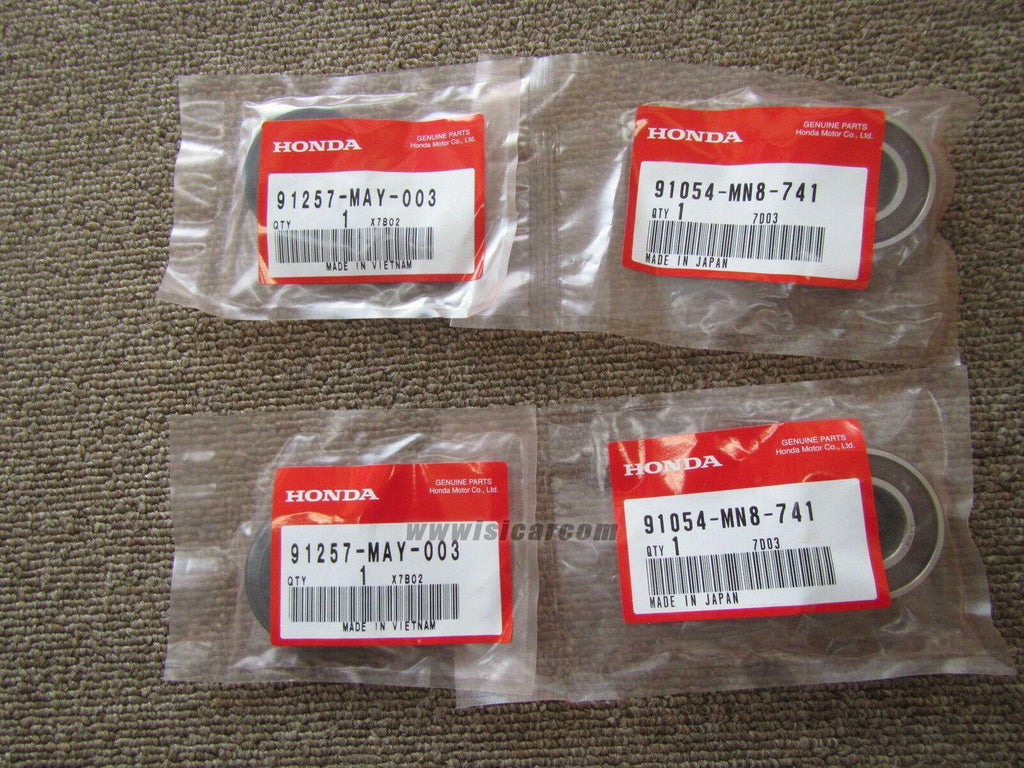 HONDA
GENUINE PARTS
Honda Motor Co., Ltd.
91257-MAY-003
QTY 1 X7B02
MADE IN VIETNAM
HONDA
GENUINE PARTS
Honda Motor Co., Ltd.
91054-MN8-741
QTY 1 7D03
MADE IN JAPAN
HONDA
GENUINE PARTS
Honda Motor Co., Ltd.
91257-MAY-003
QTY 1 X7B02
MADE IN VIETNAM
HONDA
GENUINE PARTS
Honda Motor Co., Ltd.
91054-MN8-741
QTY 1 7D03
MADE IN JAPAN
wwwisicarcom